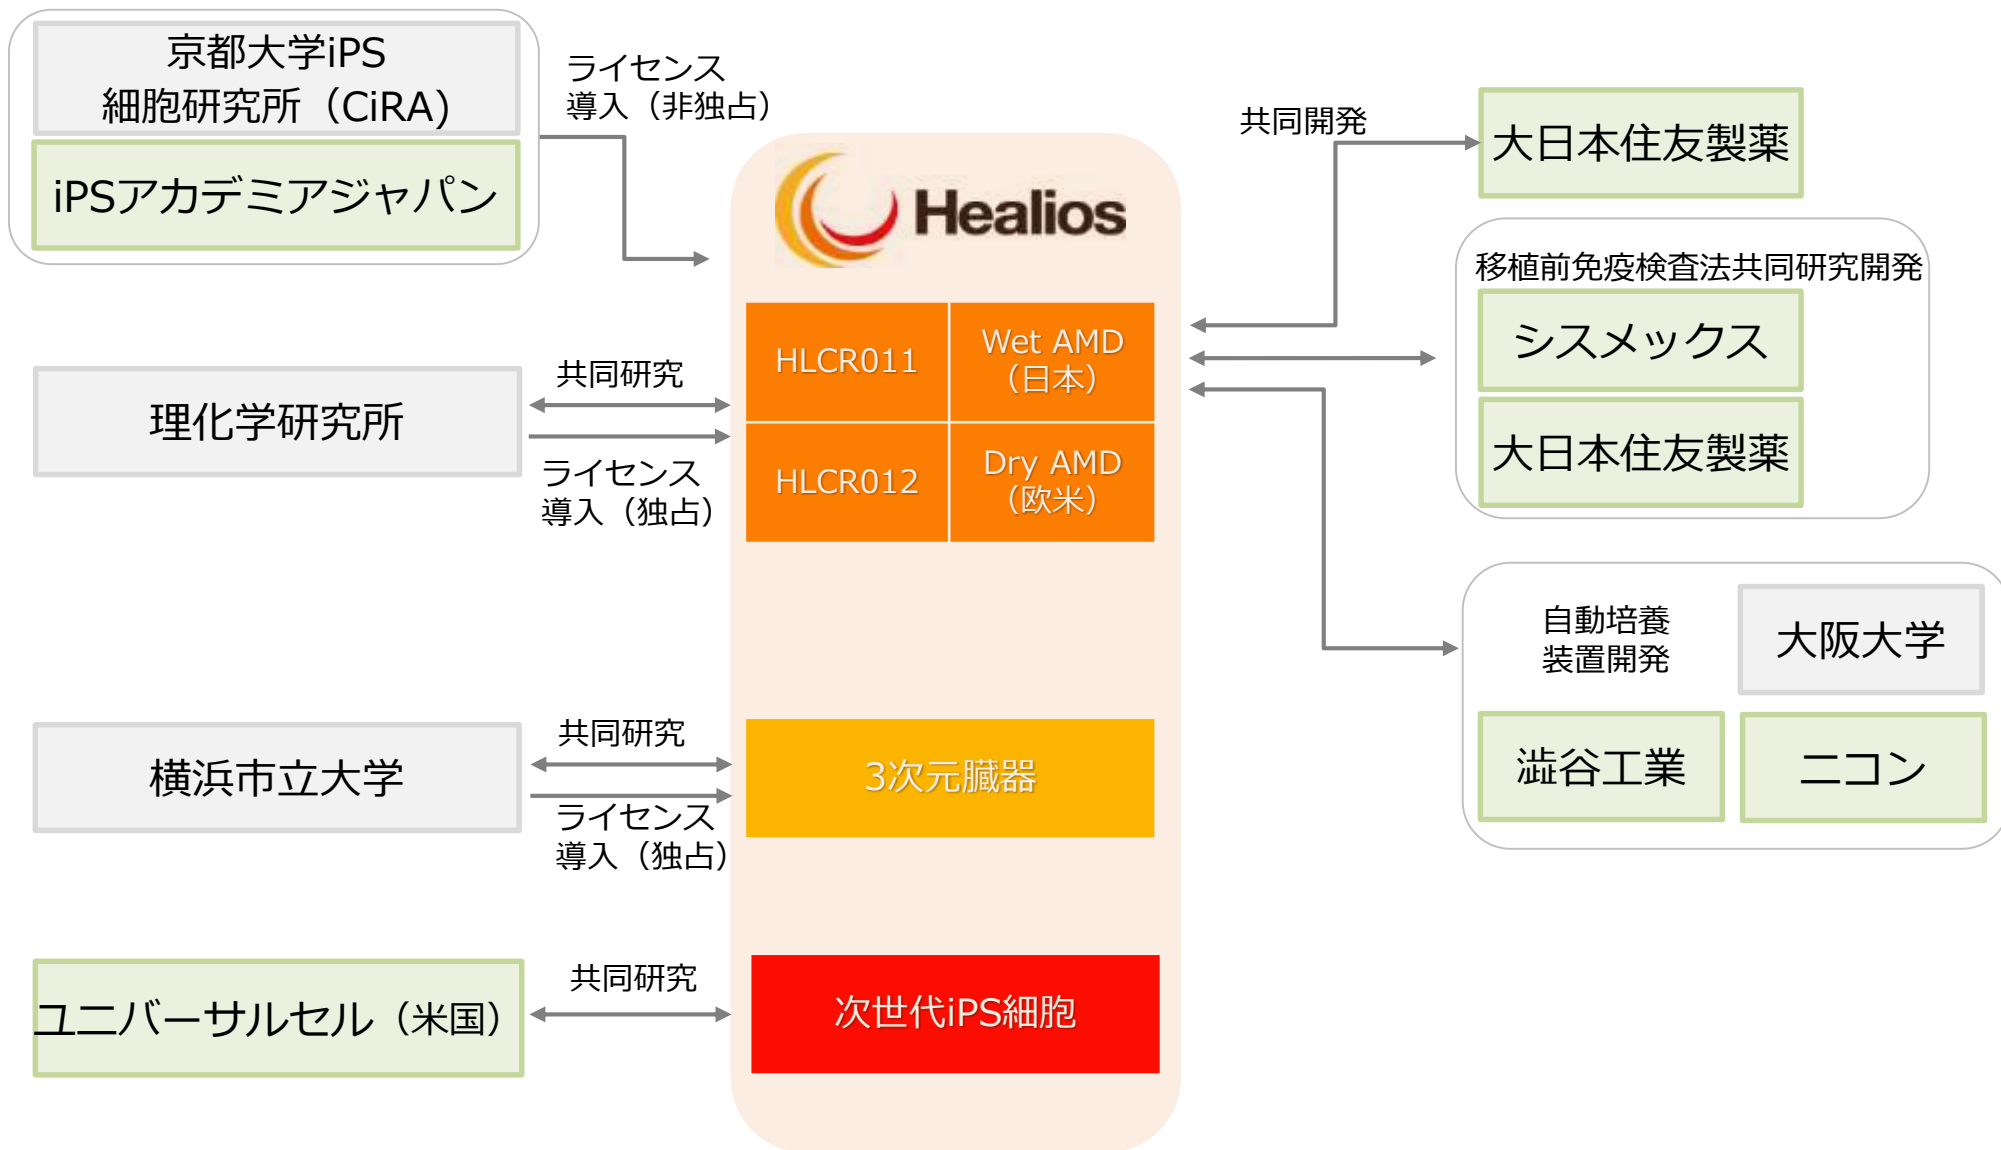 京都大学iPS
細胞研究所（CiRA)
iPSアカデミアジャパン
ライセンス
導入（非独占）
Healios
共同開発
大日本住友製薬
移植前免疫検査法共同研究開発
シスメックス
大日本住友製薬
HLCR011
Wet AMD
（日本）
HLCR012
Dry AMD
（欧米）
理化学研究所
共同研究
ライセンス
導入（独占）
自動培養
装置開発
大阪大学
澁谷工業
ニコン
横浜市立大学
共同研究
ライセンス
導入（独占）
3次元臓器
ユニバーサルセル（米国）
共同研究
次世代iPS細胞